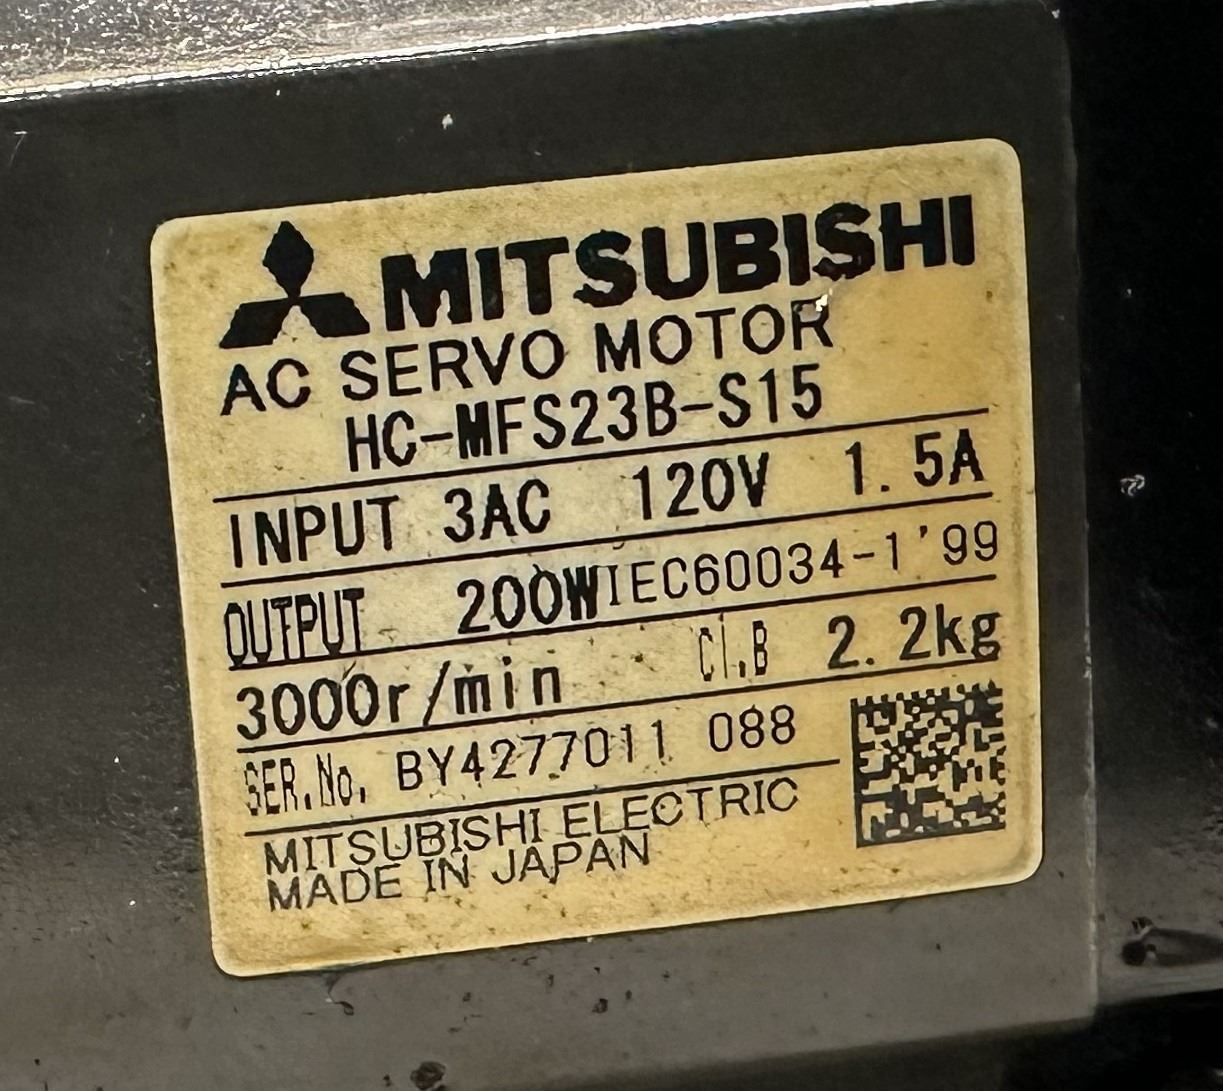 MITSUBISHI
AC SERVO MOTOR
HC-MFS23B-S15
INPUT 3AC 120V 1.5A
OUTPUT 200W IEC60034-1'99
3000r/min Cl.B 2.2kg
SER.No. BY4277011 088
MITSUBISHI ELECTRIC
MADE IN JAPAN